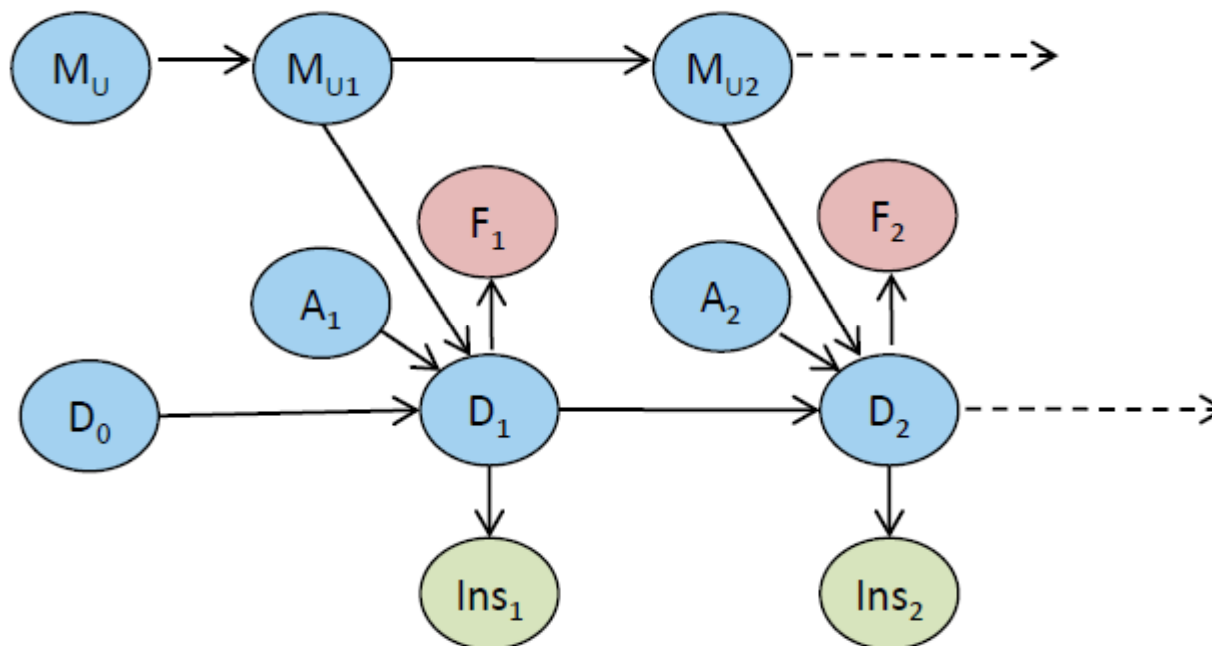 M_U M_U1 M_U2
F_1 F_2
A_1 A_2
D_0 D_1 D_2
Ins_1 Ins_2